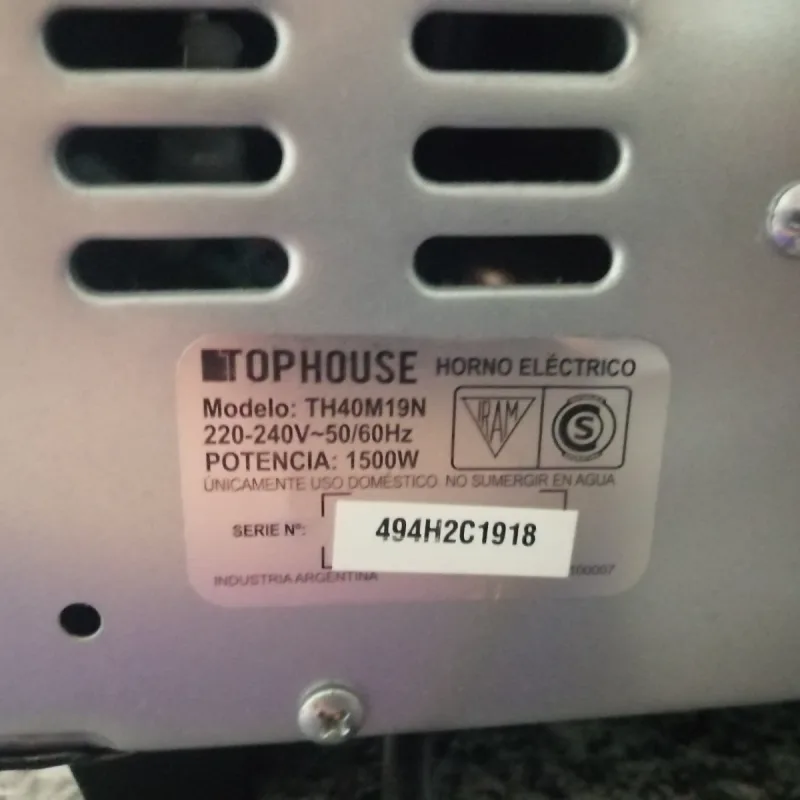 TOPHOUSE HORNO ELÉCTRICO
Modelo: TH40M19N
220-240V~50/60Hz
POTENCIA: 1500W
IRAM
S
ÚNICAMENTE USO DOMÉSTICO. NO SUMERGIR EN AGUA
SERIE Nº: 494H2C1918
INDUSTRIA ARGENTINA